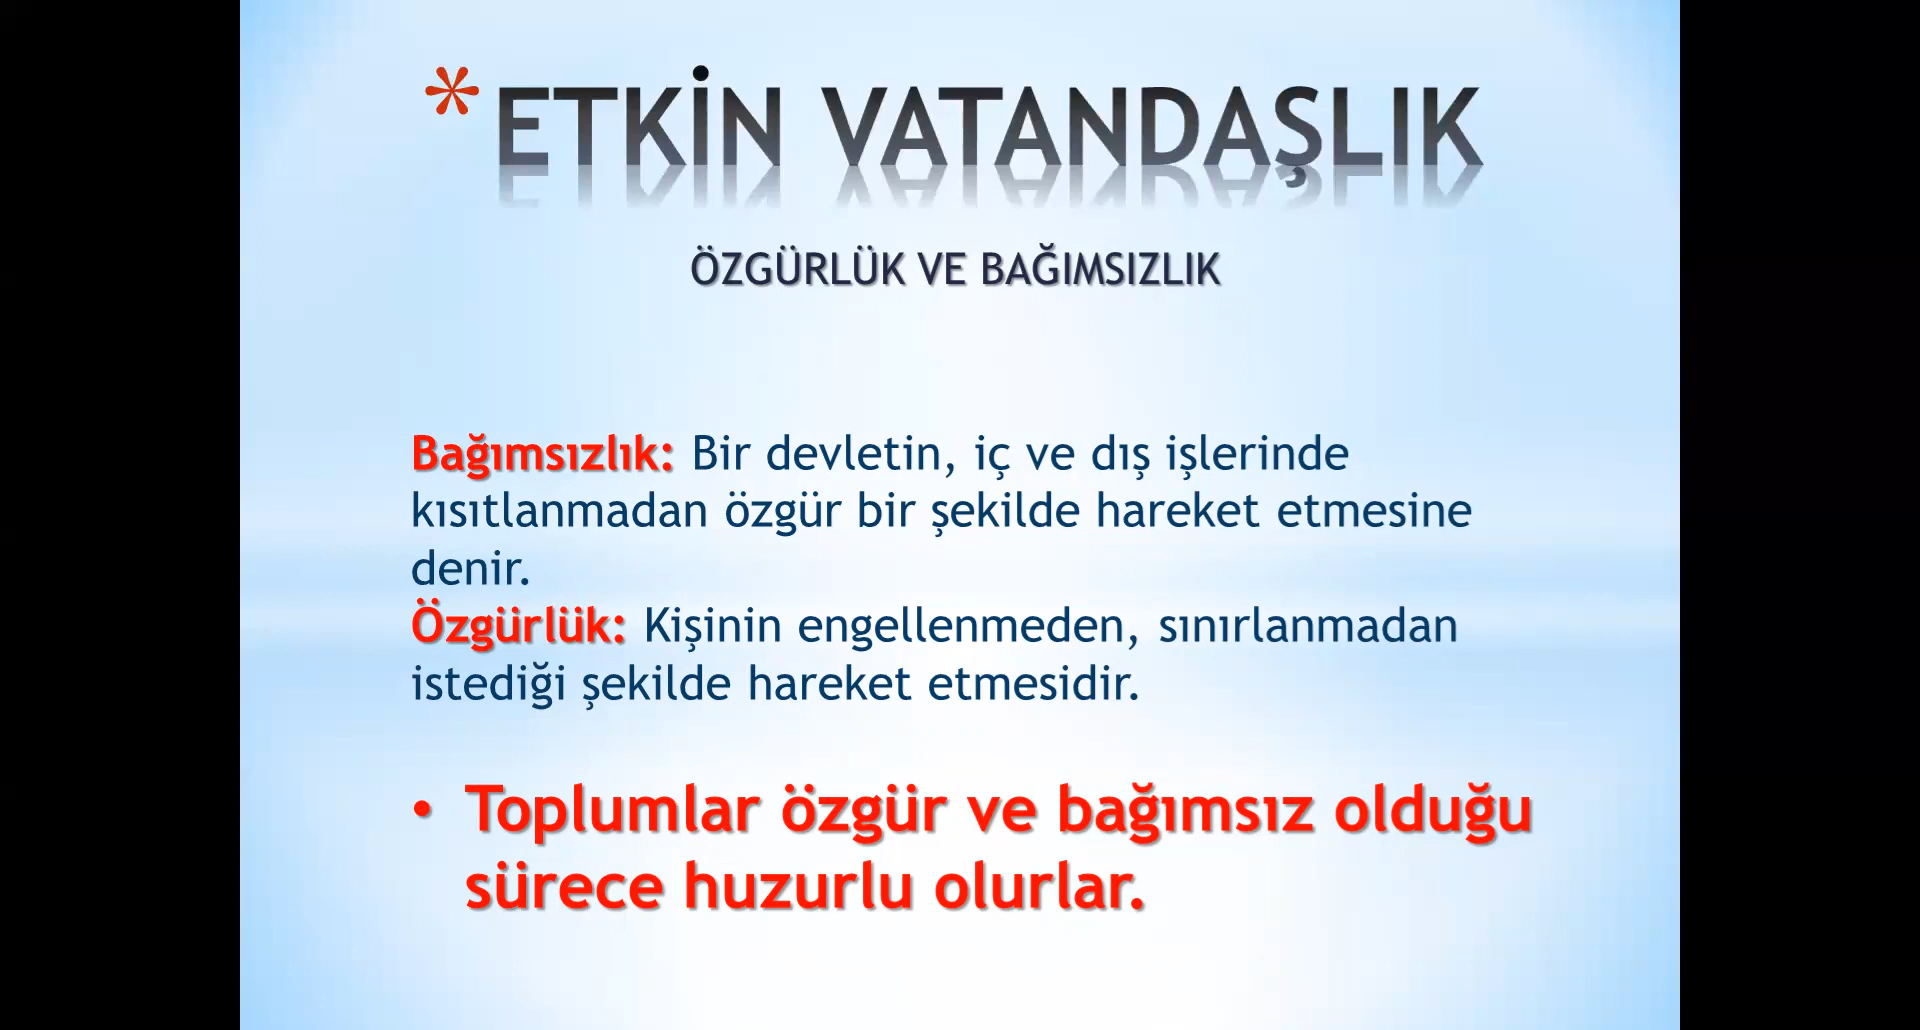 * ETKİN VATANDAŞLIK
ÖZGÜRLÜK VE BAĞIMSIZLIK
Bağımsızlık: Bir devletin, iç ve dış işlerinde
kısıtlanmadan özgür bir şekilde hareket etmesine
denir.
Özgürlük: Kişinin engellenmeden, sınırlanmadan
istediği şekilde hareket etmesidir.
• Toplumlar özgür ve bağımsız olduğu
sürece huzurlu olurlar.